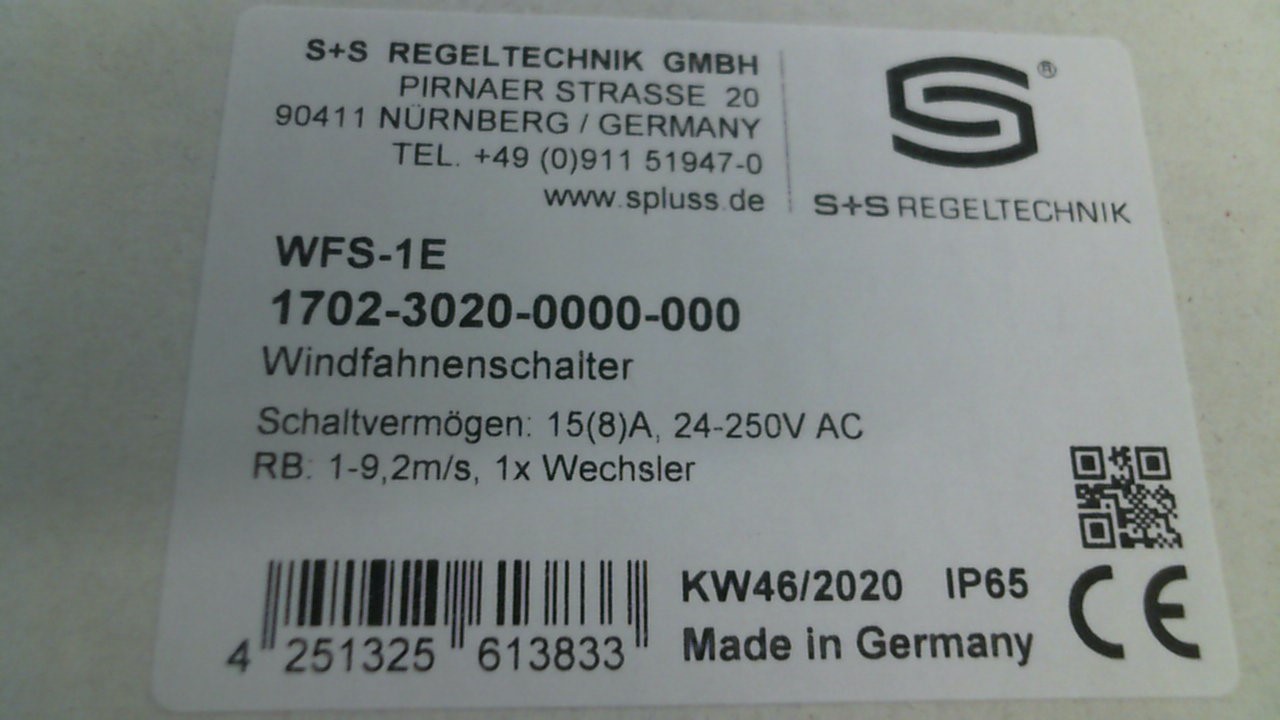 S+S REGELTECHNIK GMBH
PIRNAER STRASSE 20
90411 NÜRNBERG / GERMANY
TEL. +49 (0)911 51947-0
www.spluss.de
®
S+S REGELTECHNIK
WFS-1E
1702-3020-0000-000
Windfahnenschalter
Schaltvermögen: 15(8)A, 24-250V AC
RB: 1-9,2m/s, 1x Wechsler
4 251325 613833
KW46/2020 IP65
Made in Germany
CE